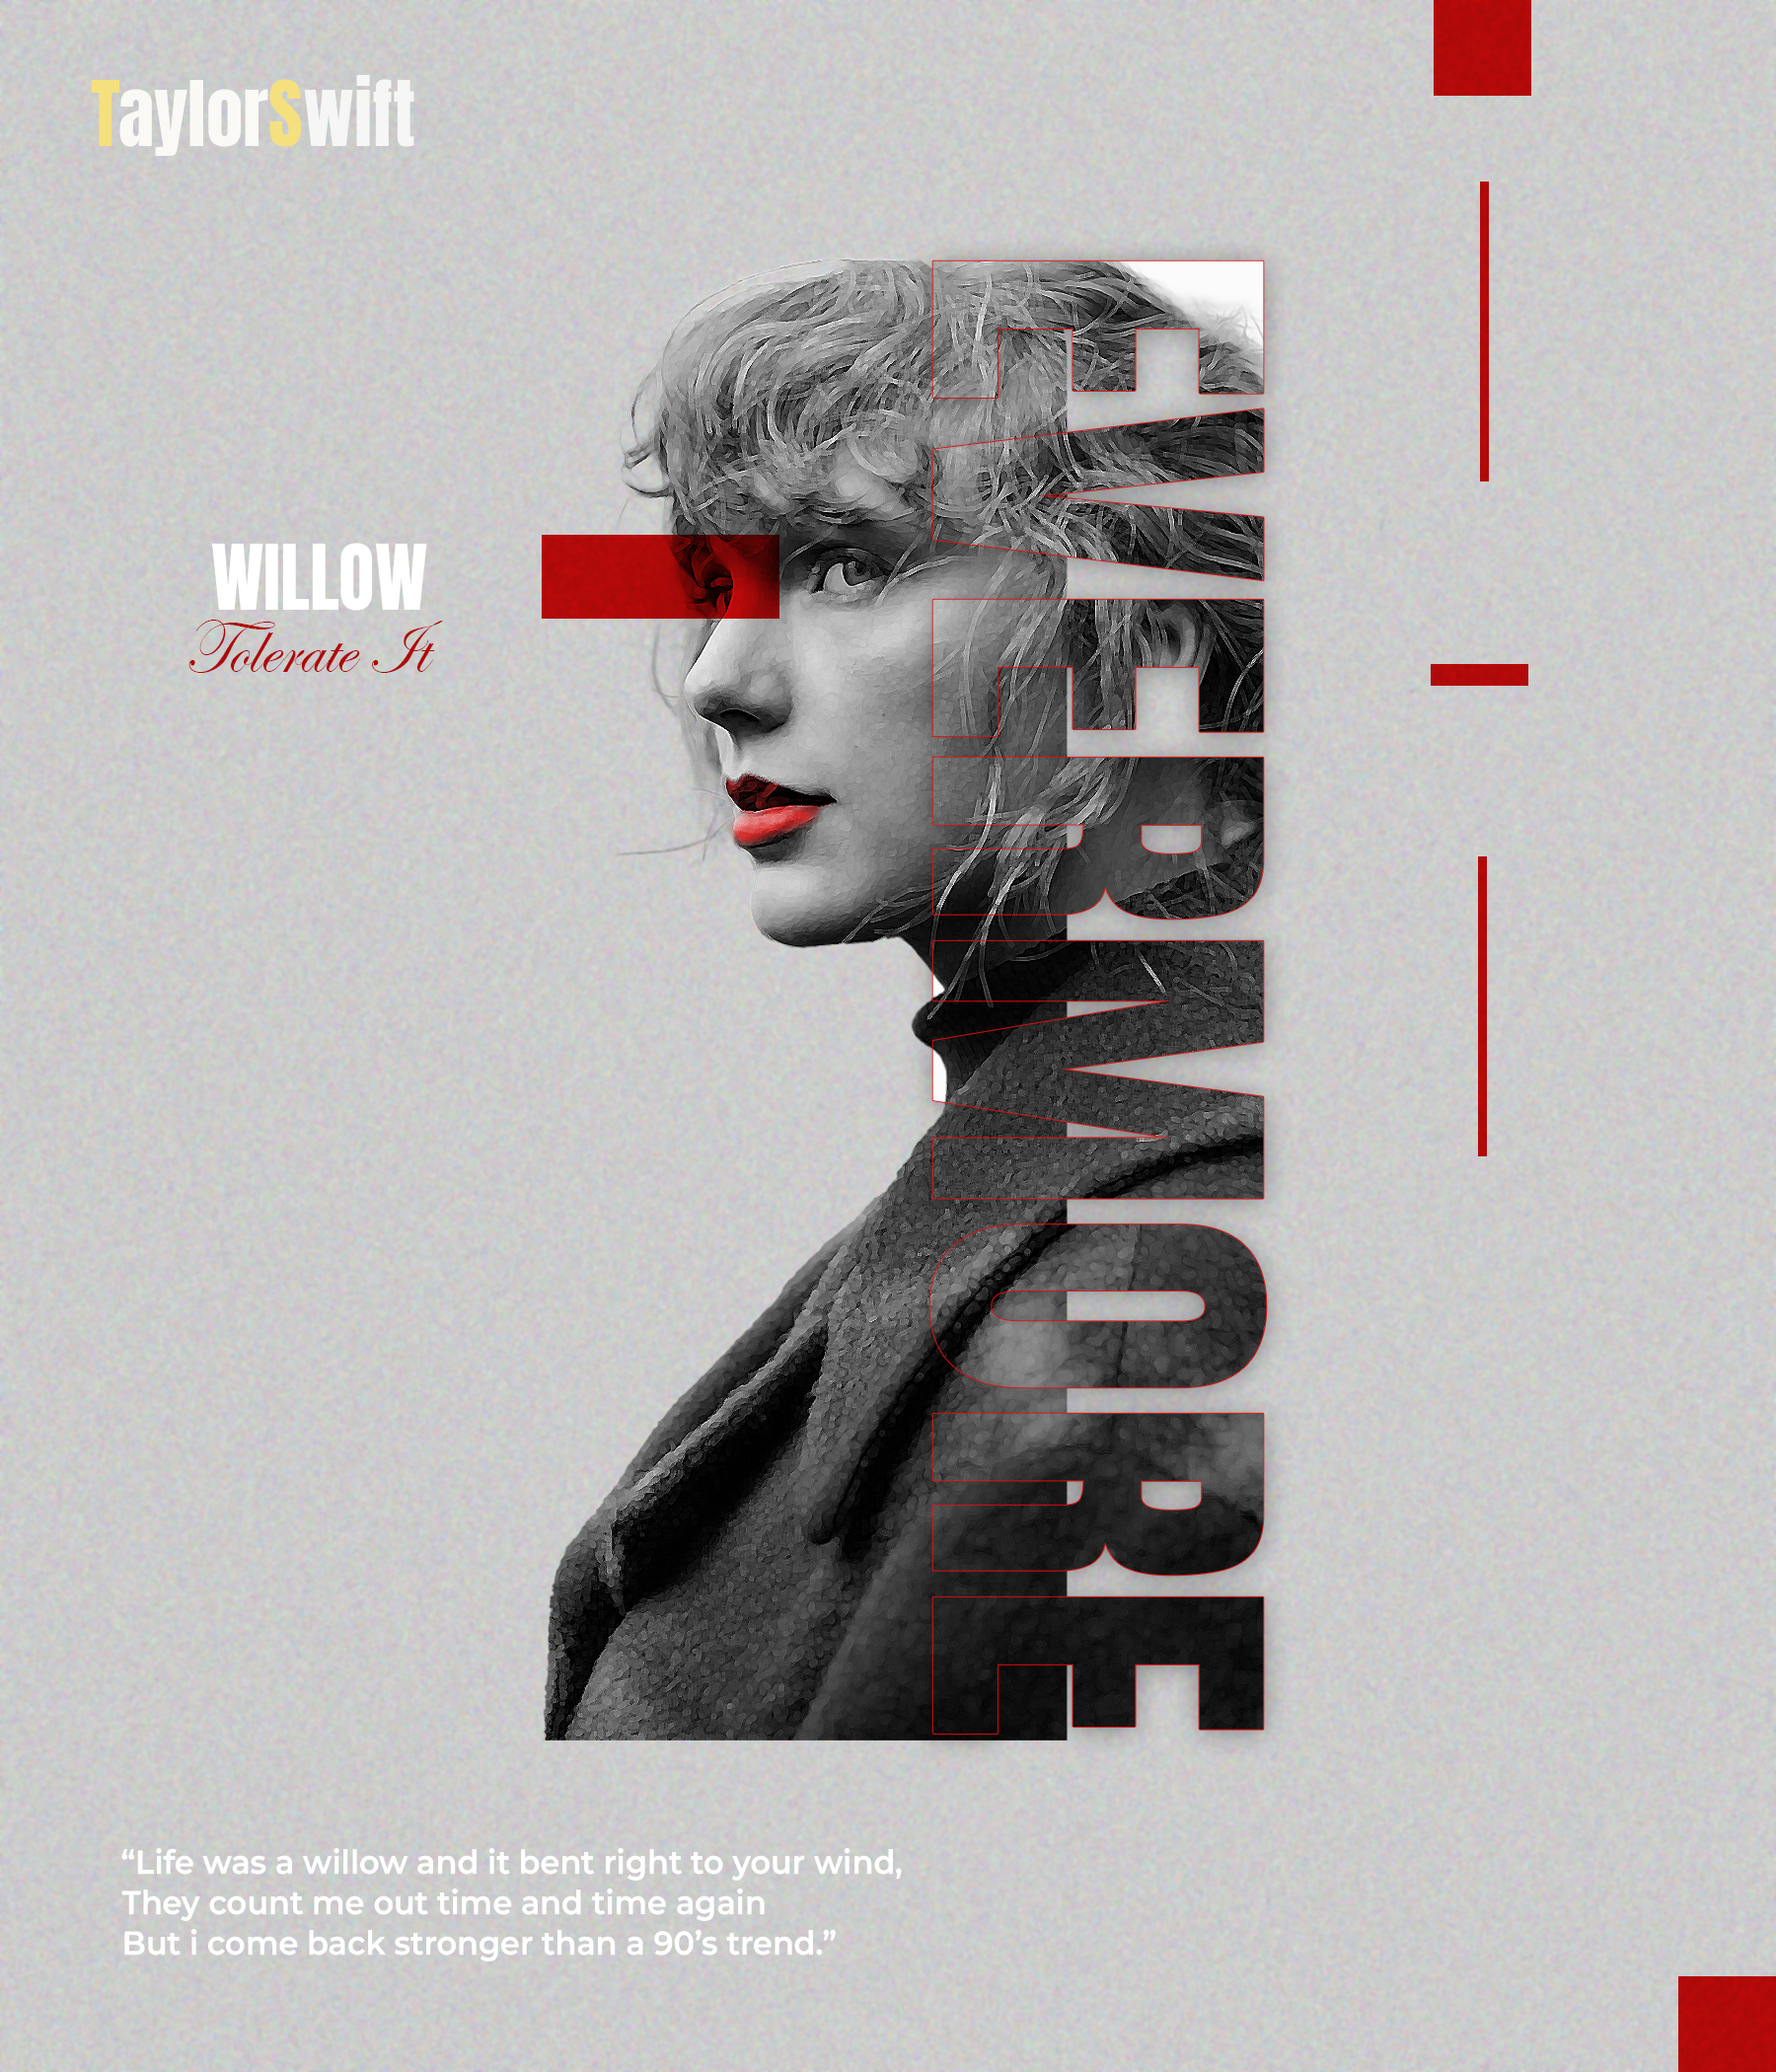 TaylorSwift
WILLOW
Tolerate It
EVERMORE
“Life was a willow and it bent right to your wind,
They count me out time and time again
But i come back stronger than a 90’s trend.”